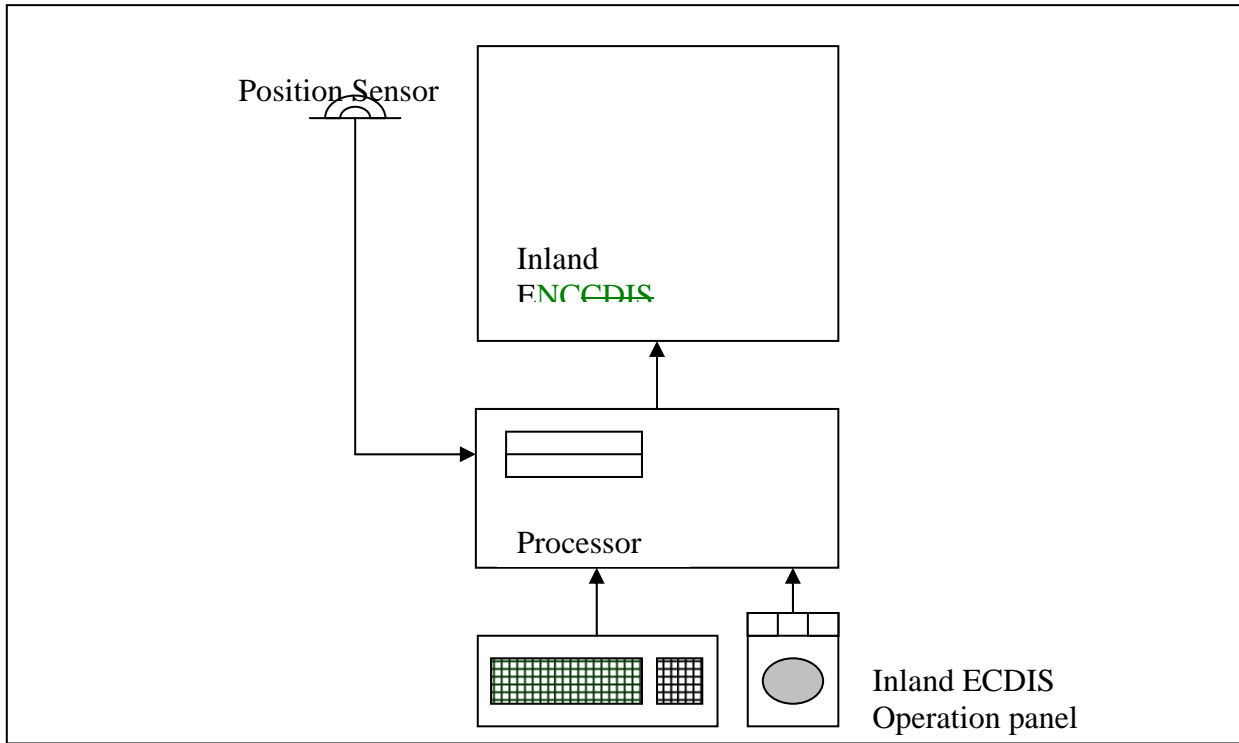 Position Sensor
Inland
ENCCDIS
Processor
Inland ECDIS
Operation panel